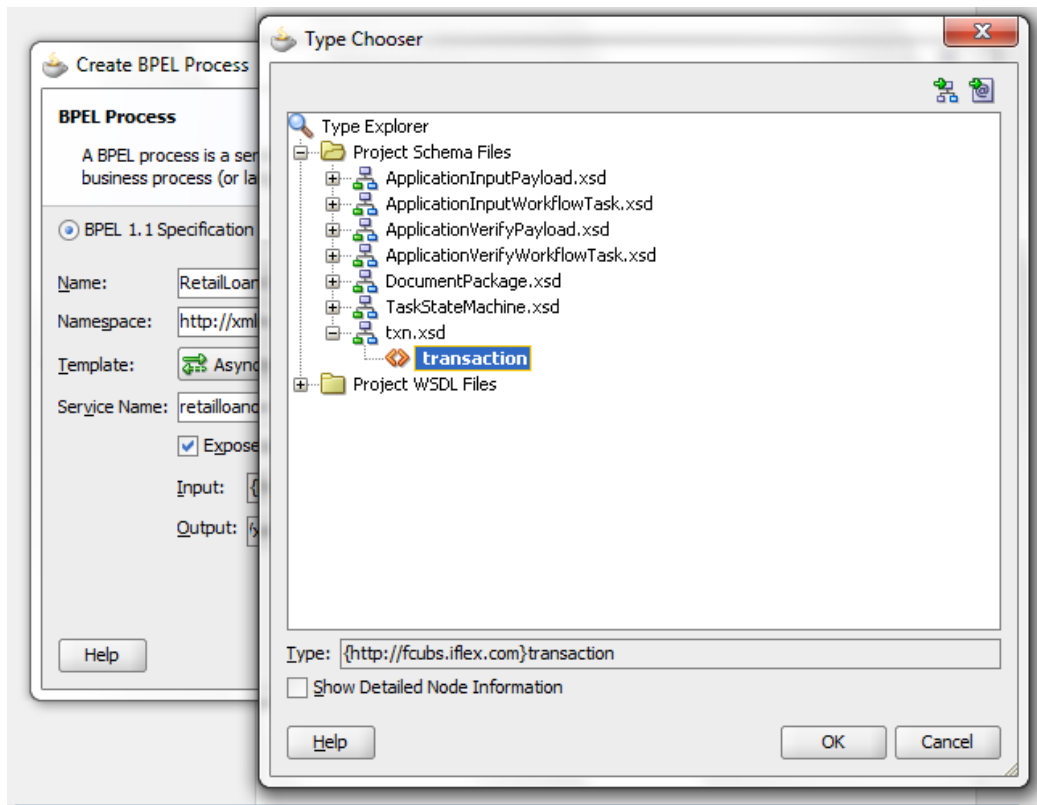 Create BPEL Process
BPEL Process
A BPEL process is a ser
business process (or la
BPEL 1.1 Specification
Name: RetailLoan
Namespace: http://xml
Template: Async
Service Name: retailloano
Expose
Input: {
Output:
Help
Type Chooser
Type Explorer
Project Schema Files
ApplicationInputPayload.xsd
ApplicationInputWorkflowTask.xsd
ApplicationVerifyPayload.xsd
ApplicationVerifyWorkflowTask.xsd
DocumentPackage.xsd
TaskStateMachine.xsd
txn.xsd
transaction
Project WSDL Files
Type: {http://fcubs.iflex.com}transaction
Show Detailed Node Information
Help OK Cancel